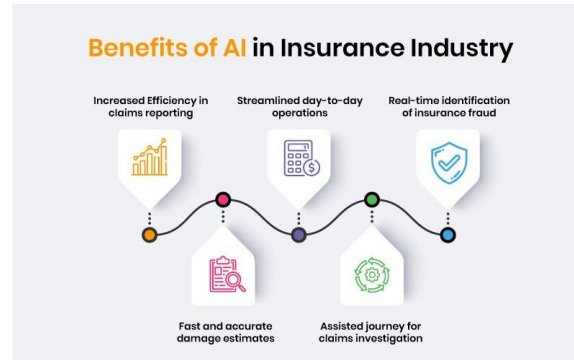 Benefits of AI in Insurance Industry
Increased Efficiency in
claims reporting
Streamlined day-to-day
operations
Real-time identification
of insurance fraud
$
Fast and accurate
damage estimates
Assisted journey for
claims investigation